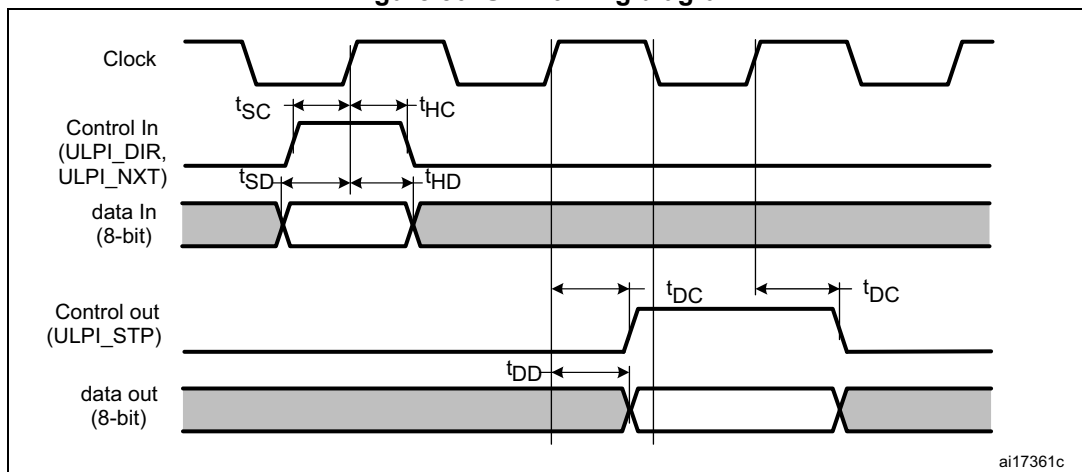 Clock
tSC
tHC
Control In
(ULPI_DIR,
ULPI_NXT)
tSD
tHD
data In
(8-bit)
tDC
tDC
Control out
(ULPI_STP)
tDD
data out
(8-bit)
ai17361c